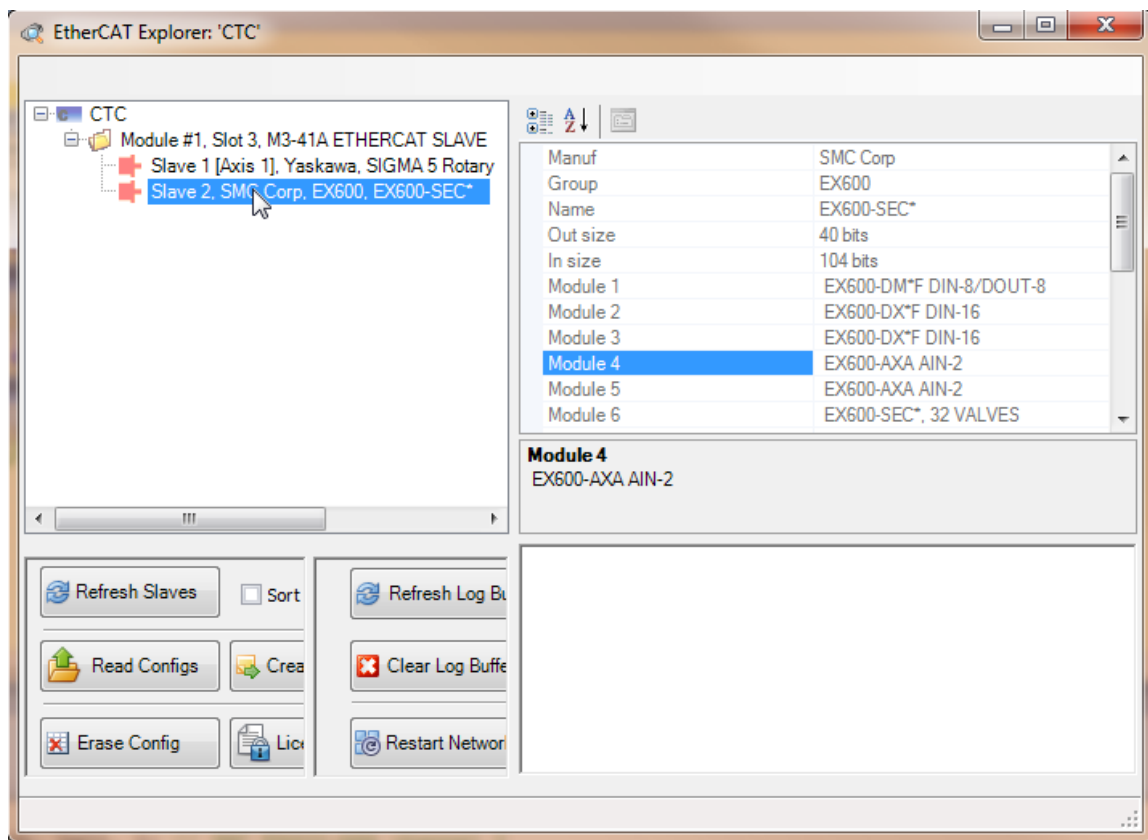 EtherCAT Explorer: 'CTC'
CTC
Module #1, Slot 3, M3-41A ETHERCAT SLAVE
Slave 1 [Axis 1], Yaskawa, SIGMA 5 Rotary
Slave 2, SMC Corp, EX600, EX600-SEC*
Manuf SMC Corp
Group EX600
Name EX600-SEC*
Out size 40 bits
In size 104 bits
Module 1 EX600-DM*F DIN-8/DOUT-8
Module 2 EX600-DX*F DIN-16
Module 3 EX600-DX*F DIN-16
Module 4 EX600-AXA AIN-2
Module 5 EX600-AXA AIN-2
Module 6 EX600-SEC*, 32 VALVES
Module 4
EX600-AXA AIN-2
Refresh Slaves Sort Refresh Log Bu
Read Configs Crea Clear Log Buffe
Erase Config Lice Restart Networ